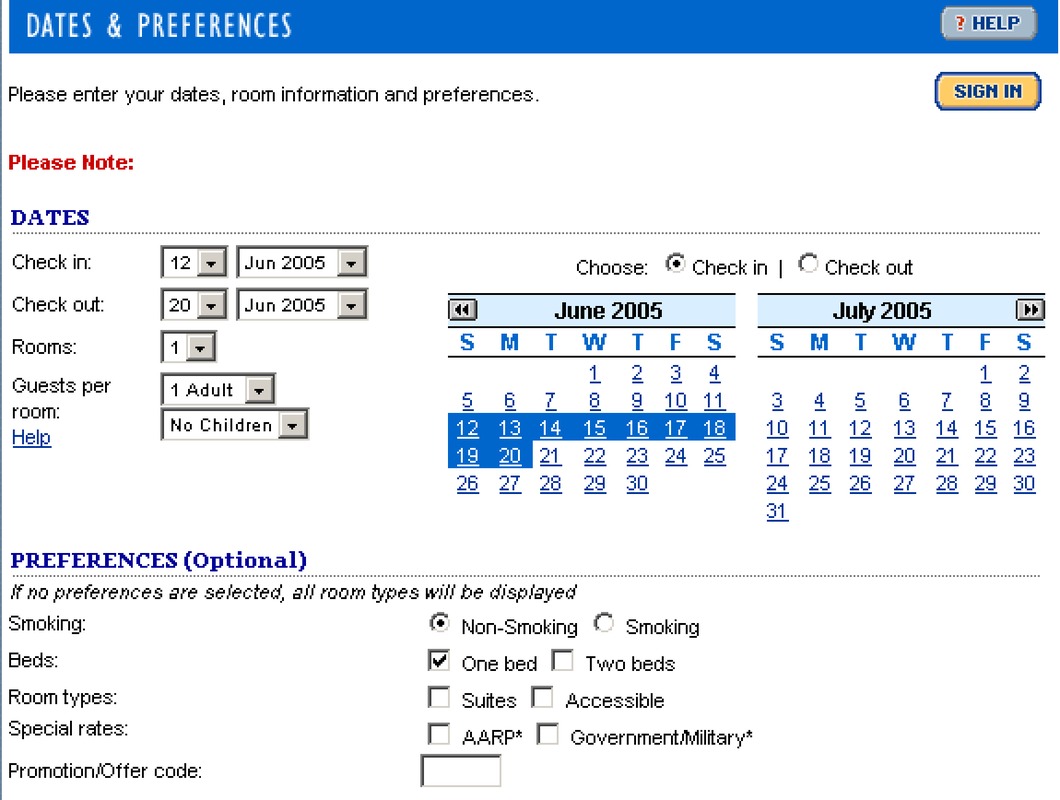 DATES & PREFERENCES
? HELP
Please enter your dates, room information and preferences.
SIGN IN
Please Note:
DATES
Check in: 12 Jun 2005
Choose: Check in | Check out
Check out: 20 Jun 2005
Rooms: 1
Guests per room: 1 Adult
No Children
Help
June 2005
S M T W T F S
1 2 3 4
5 6 7 8 9 10 11
12 13 14 15 16 17 18
19 20 21 22 23 24 25
26 27 28 29 30
July 2005
S M T W T F S
1 2
3 4 5 6 7 8 9
10 11 12 13 14 15 16
17 18 19 20 21 22 23
24 25 26 27 28 29 30
31
PREFERENCES (Optional)
If no preferences are selected, all room types will be displayed
Smoking: Non-Smoking Smoking
Beds: One bed Two beds
Room types: Suites Accessible
Special rates: AARP* Government/Military*
Promotion/Offer code: